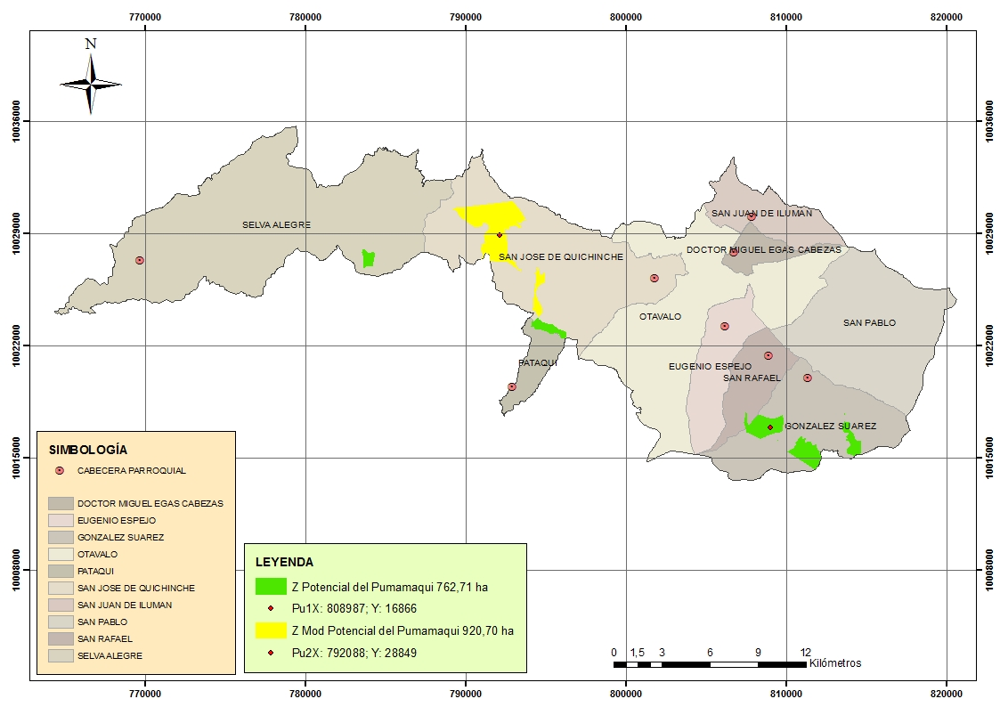 770000 780000 790000 800000 810000 820000
N
10036000 10036000
SAN JUAN DE ILUMAN
SELVA ALEGRE
10029000 10029000
DOCTOR MIGUEL EGAS CABEZAS
SAN JOSE DE QUICHINCHE
OTAVALO
SAN PABLO
10022000 10022000
PATAQUI
EUGENIO ESPEJO
SAN RAFAEL
GONZALEZ SUAREZ
10015000 10015000
SIMBOLOGÍA
CABECERA PARROQUIAL
DOCTOR MIGUEL EGAS CABEZAS
EUGENIO ESPEJO
GONZALEZ SUAREZ
OTAVALO
PATAQUI
SAN JOSE DE QUICHINCHE
SAN JUAN DE ILUMAN
SAN PABLO
SAN RAFAEL
SELVA ALEGRE
10008000 10008000
LEYENDA
Z Potencial del Pumamaqui 762,71 ha
Pu1X: 808987; Y: 16866
Z Mod Potencial del Pumamaqui 920,70 ha
Pu2X: 792088; Y: 28849
0 1,5 3 6 9 12
Kilómetros
770000 780000 790000 800000 810000 820000